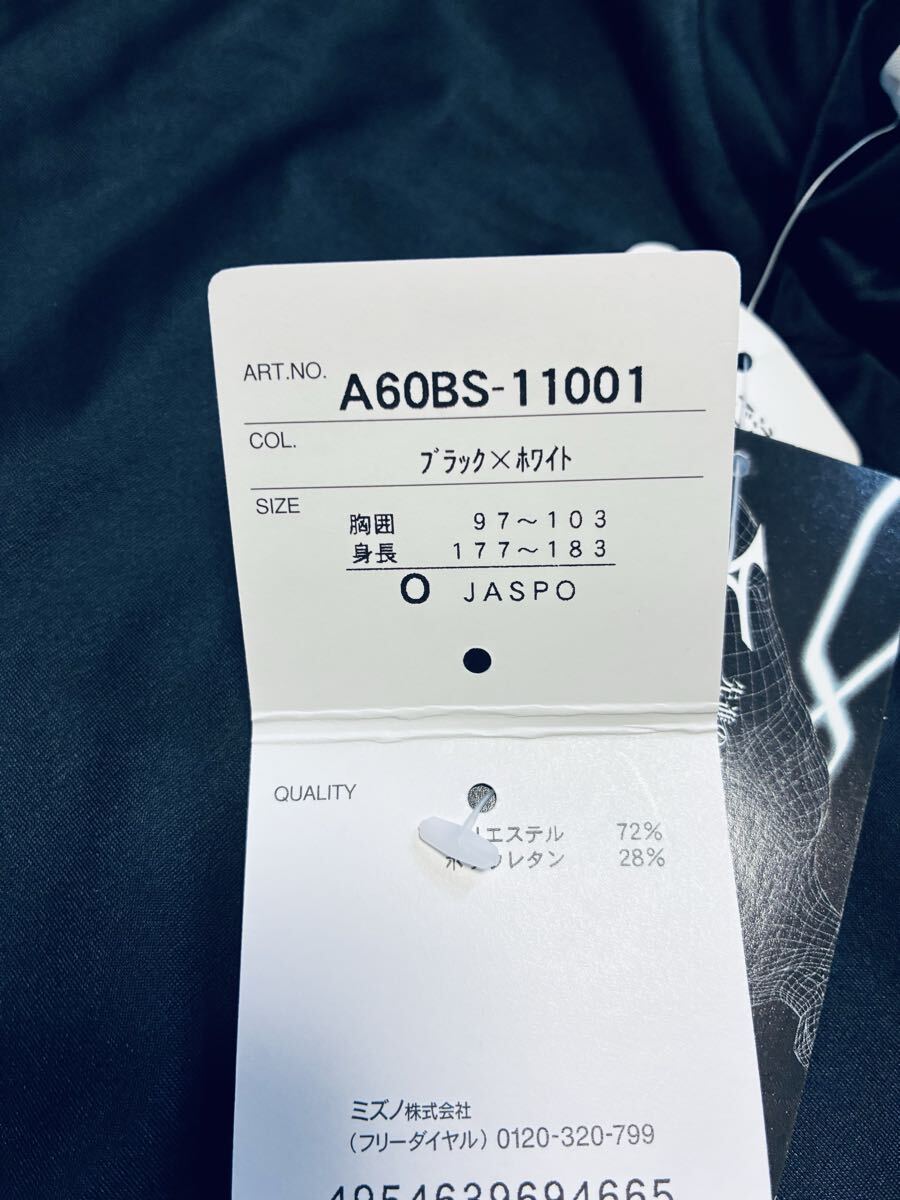 ART.NO. A60BS-11001
COL. ブラック×ホワイト
SIZE
胸囲 97～103
身長 177～183
O JASPO
QUALITY
リエステル 72%
レタン 28%
ミズノ株式会社
(フリーダイヤル) 0120-320-799
4954639694665